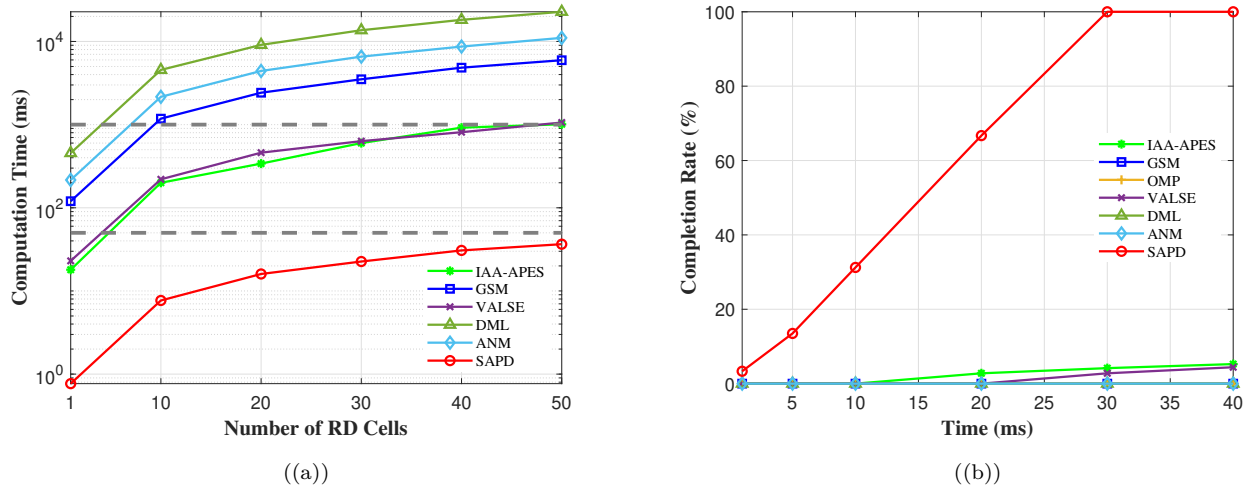 10^4
10^2
10^0
Computation Time (ms)
1 10 20 30 40 50
Number of RD Cells
IAA-APES
GSM
VALSE
DML
ANM
SAPD
((a))
100
80
60
40
20
0
Completion Rate (%)
5 10 15 20 25 30 35 40
Time (ms)
IAA-APES
GSM
OMP
VALSE
DML
ANM
SAPD
((b))